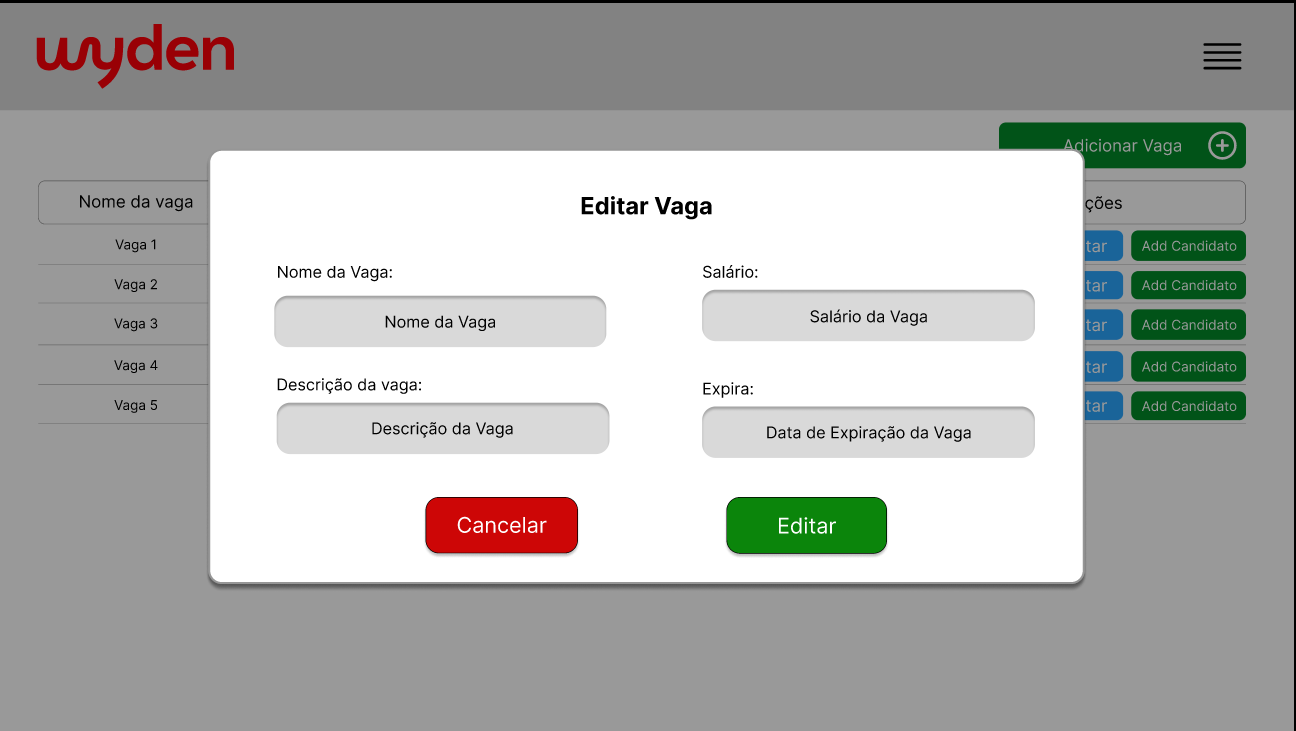 wyden
Adicionar Vaga
Nome da vaga
ções
Vaga 1
tar
Add Candidato
Vaga 2
tar
Add Candidato
Vaga 3
tar
Add Candidato
Vaga 4
tar
Add Candidato
Vaga 5
tar
Add Candidato
Editar Vaga
Nome da Vaga:
Salário:
Nome da Vaga
Salário da Vaga
Descrição da vaga:
Expira:
Descrição da Vaga
Data de Expiração da Vaga
Cancelar
Editar